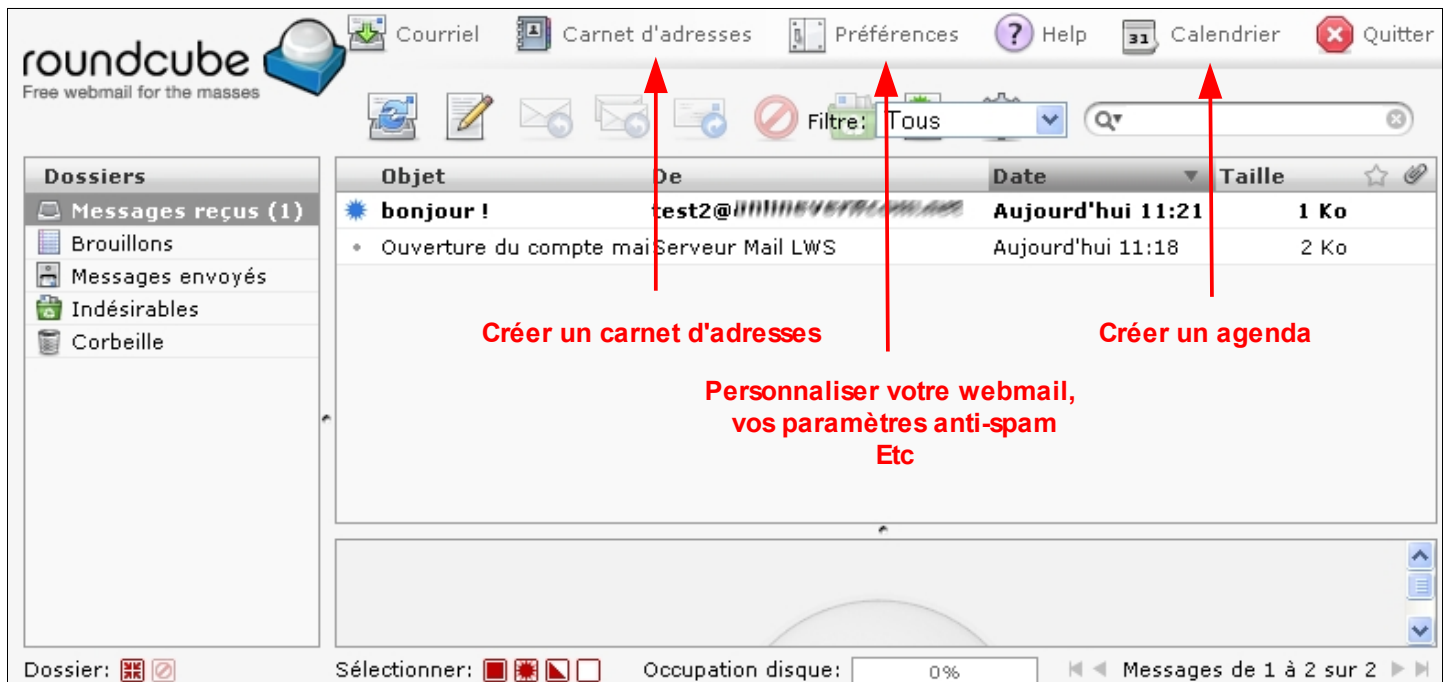 roundcube
Free webmail for the masses
Courriel Carnet d'adresses Préférences ? Help 31 Calendrier Quitter
Filtre: Tous
Dossiers
Messages reçus (1)
Brouillons
Messages envoyés
Indésirables
Corbeille
Objet De Date Taille
bonjour ! test2@ Aujourd'hui 11:21 1 Ko
Ouverture du compte mai Serveur Mail LWS Aujourd'hui 11:18 2 Ko
Créer un carnet d'adresses
Créer un agenda
Personnaliser votre webmail,
vos paramètres anti-spam
Etc
Dossier: Sélectionner: Occupation disque: 0% Messages de 1 à 2 sur 2